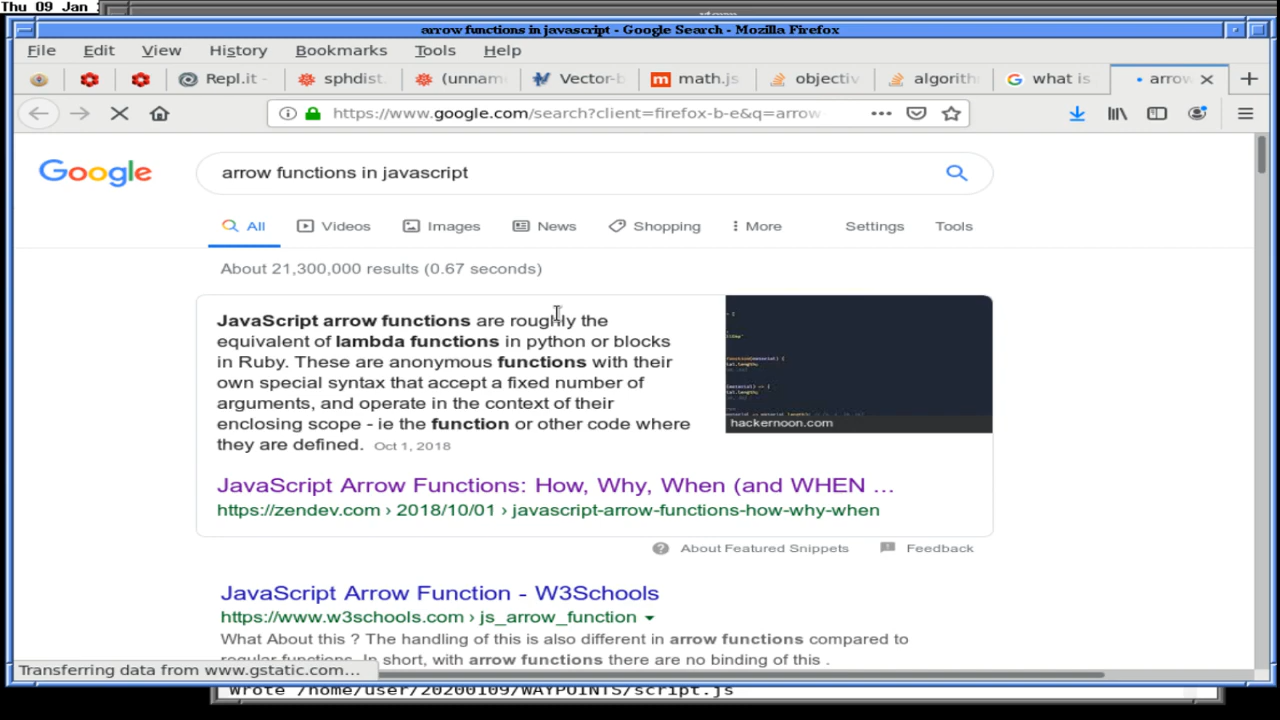 Thu 09 Jan
xterm
arrow functions in javascript - Google Search - Mozilla Firefox
File Edit View History Bookmarks Tools Help
Repl.it - sphdist. (unnam Vector-b math.js objectiv algorith what is arrow
https://www.google.com/search?client=firefox-b-e&q=arrow
Google arrow functions in javascript
All Videos Images News Shopping More Settings Tools
About 21,300,000 results (0.67 seconds)
JavaScript arrow functions are roughly the
equivalent of lambda functions in python or blocks
in Ruby. These are anonymous functions with their
own special syntax that accept a fixed number of
arguments, and operate in the context of their
enclosing scope - ie the function or other code where
they are defined. Oct 1, 2018
hackernoon.com
JavaScript Arrow Functions: How, Why, When (and WHEN ...
https://zendev.com › 2018/10/01 › javascript-arrow-functions-how-why-when
About Featured Snippets Feedback
JavaScript Arrow Function - W3Schools
https://www.w3schools.com › js_arrow_function
What About this ? The handling of this is also different in arrow functions compared to
regular functions. In short, with arrow functions there are no binding of this .
Transferring data from www.gstatic.com…
Wrote /home/user/20200109/WAYPOINTS/script.js